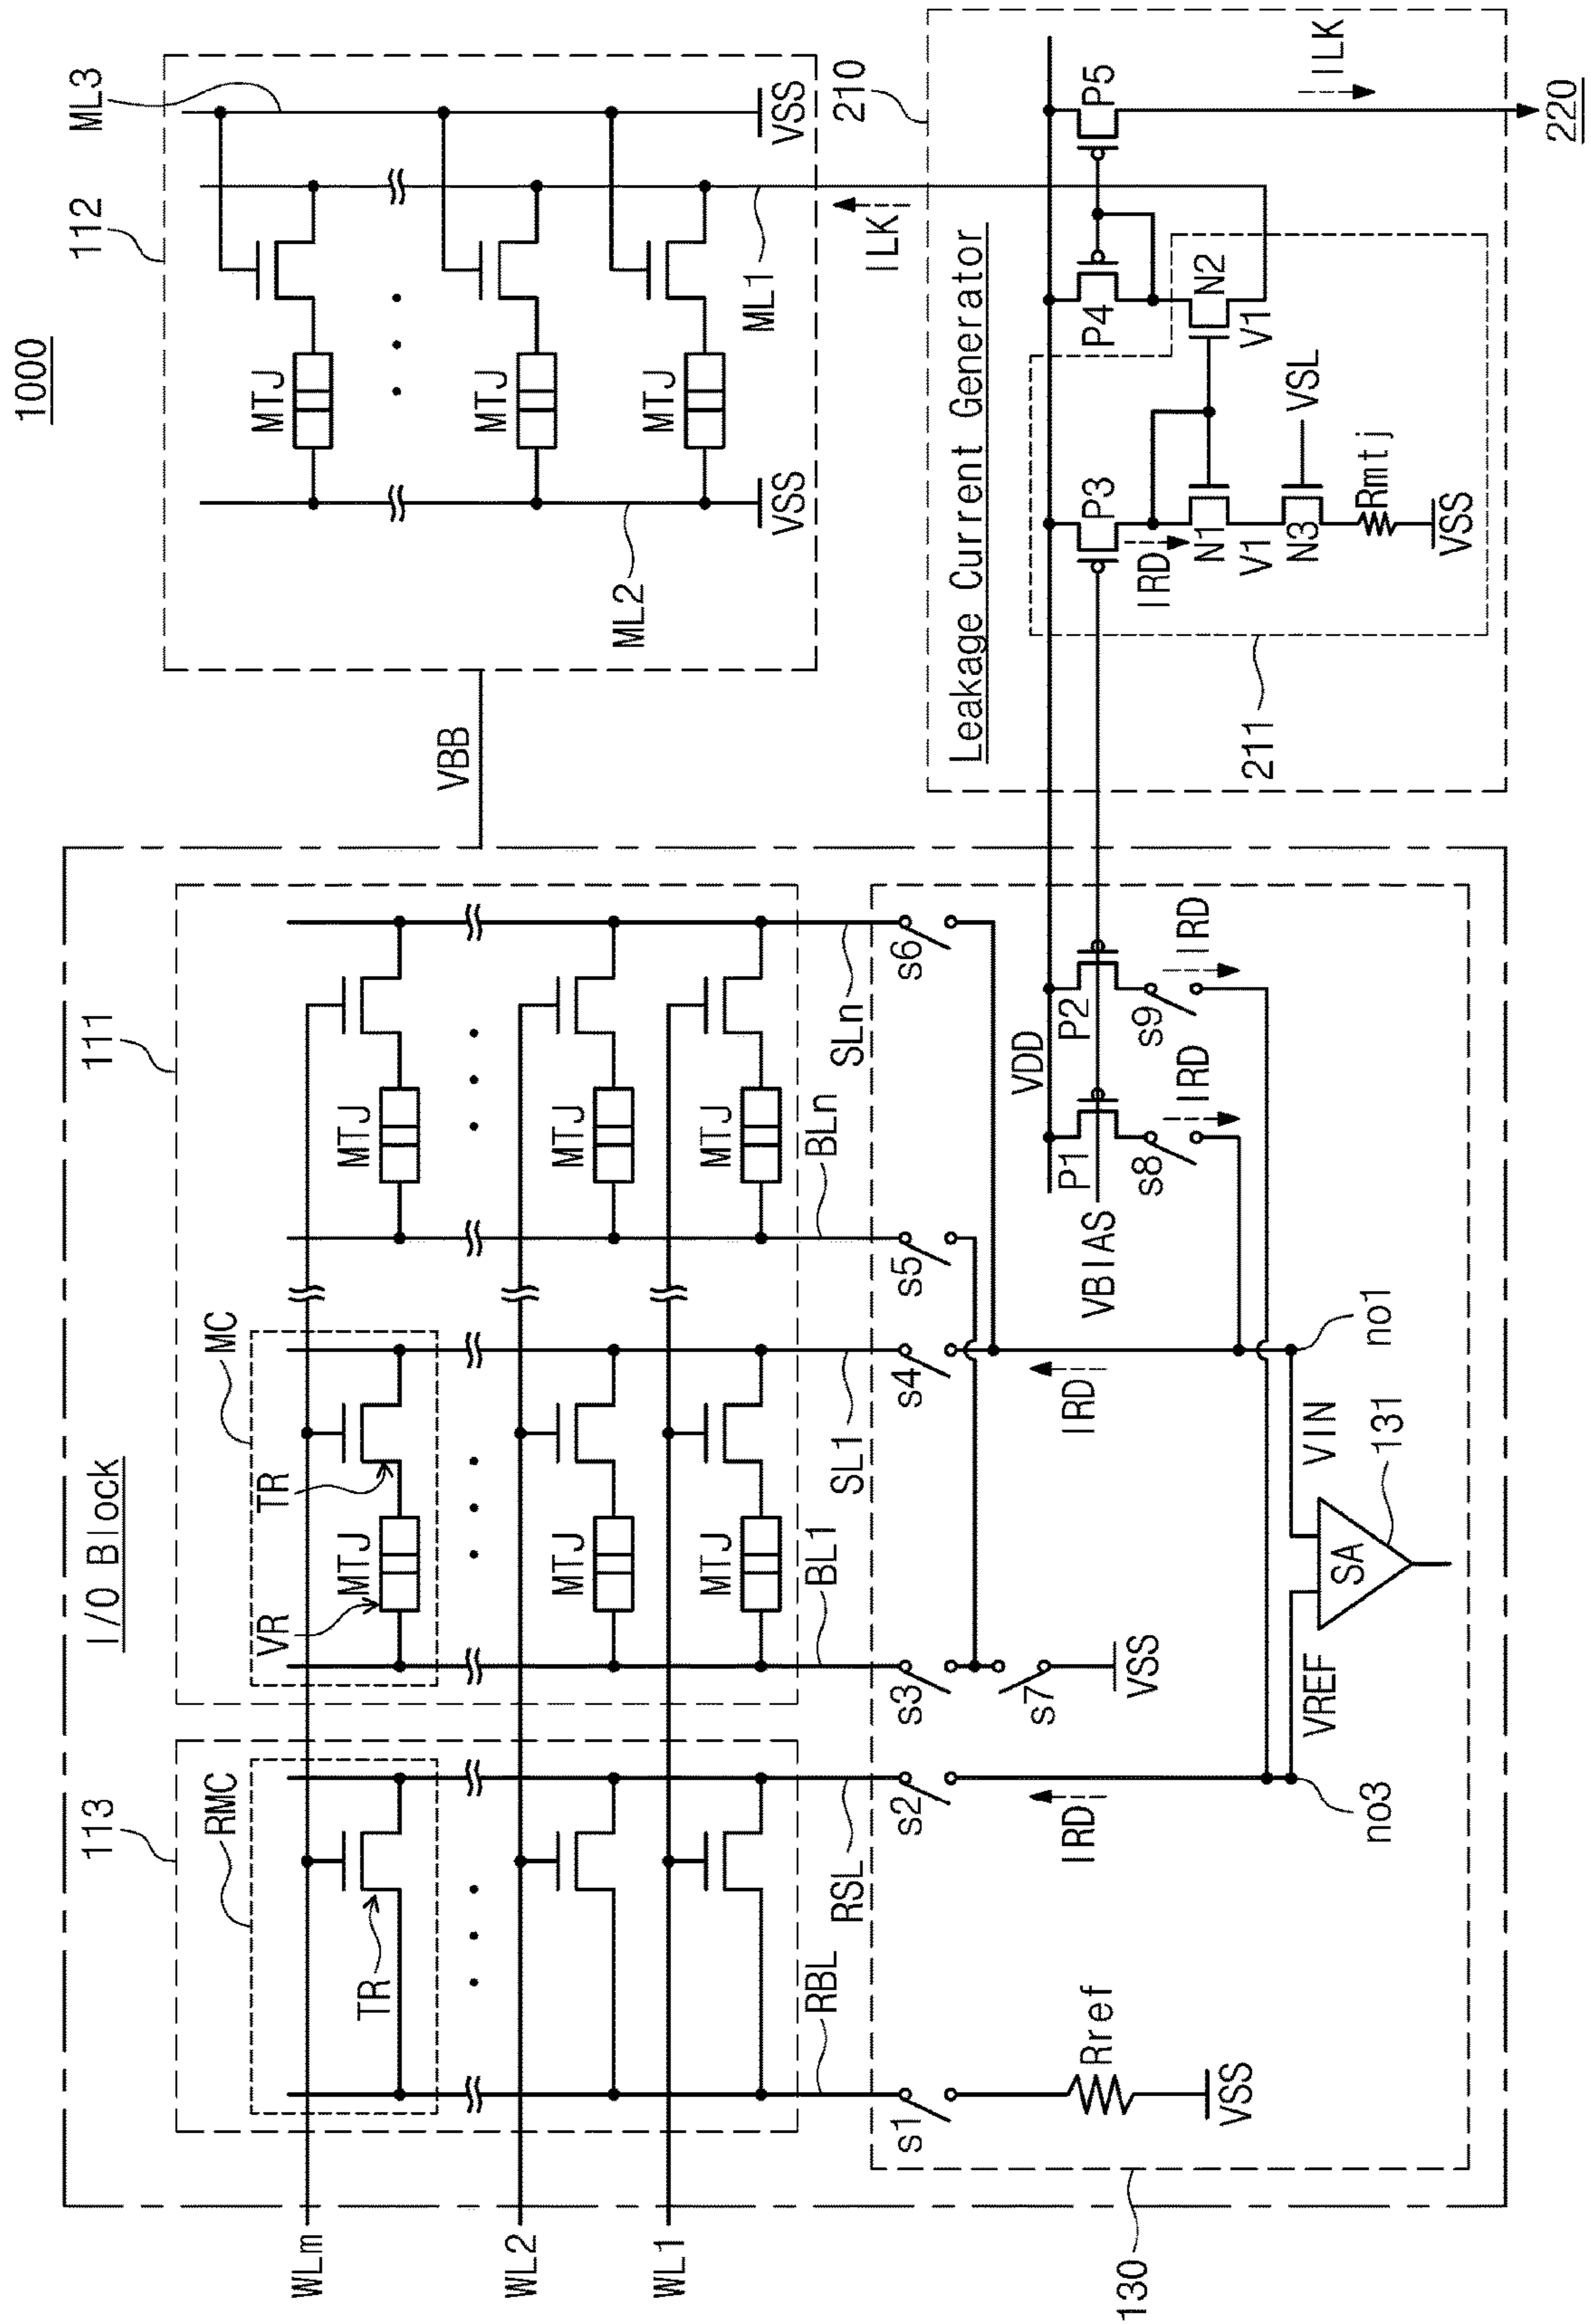 1000
I/O Block
113
111
112
RMC
MC
ML3
WLm
TR
VR
TR
MTJ
MTJ
MTJ
WL2
MTJ
MTJ
MTJ
WL1
MTJ
MTJ
MTJ
VBB
ML2
VSS
ML1
VSS
RBL
RSL
BL1
SL1
BLn
SLn
ILK
210
s1
s2
s3
s4
s5
s6
Leakage Current Generator
IRD
IRD
s7
VSS
VDD
VBIAS
P1
P2
P3
P4
P5
s8
s9
IRD
IRD
IRD
Rref
VSS
N1
N2
V1
V1
N3
VSL
Rmtj
VSS
ILK
211
220
VREF
VIN
no3
no1
SA
131
130